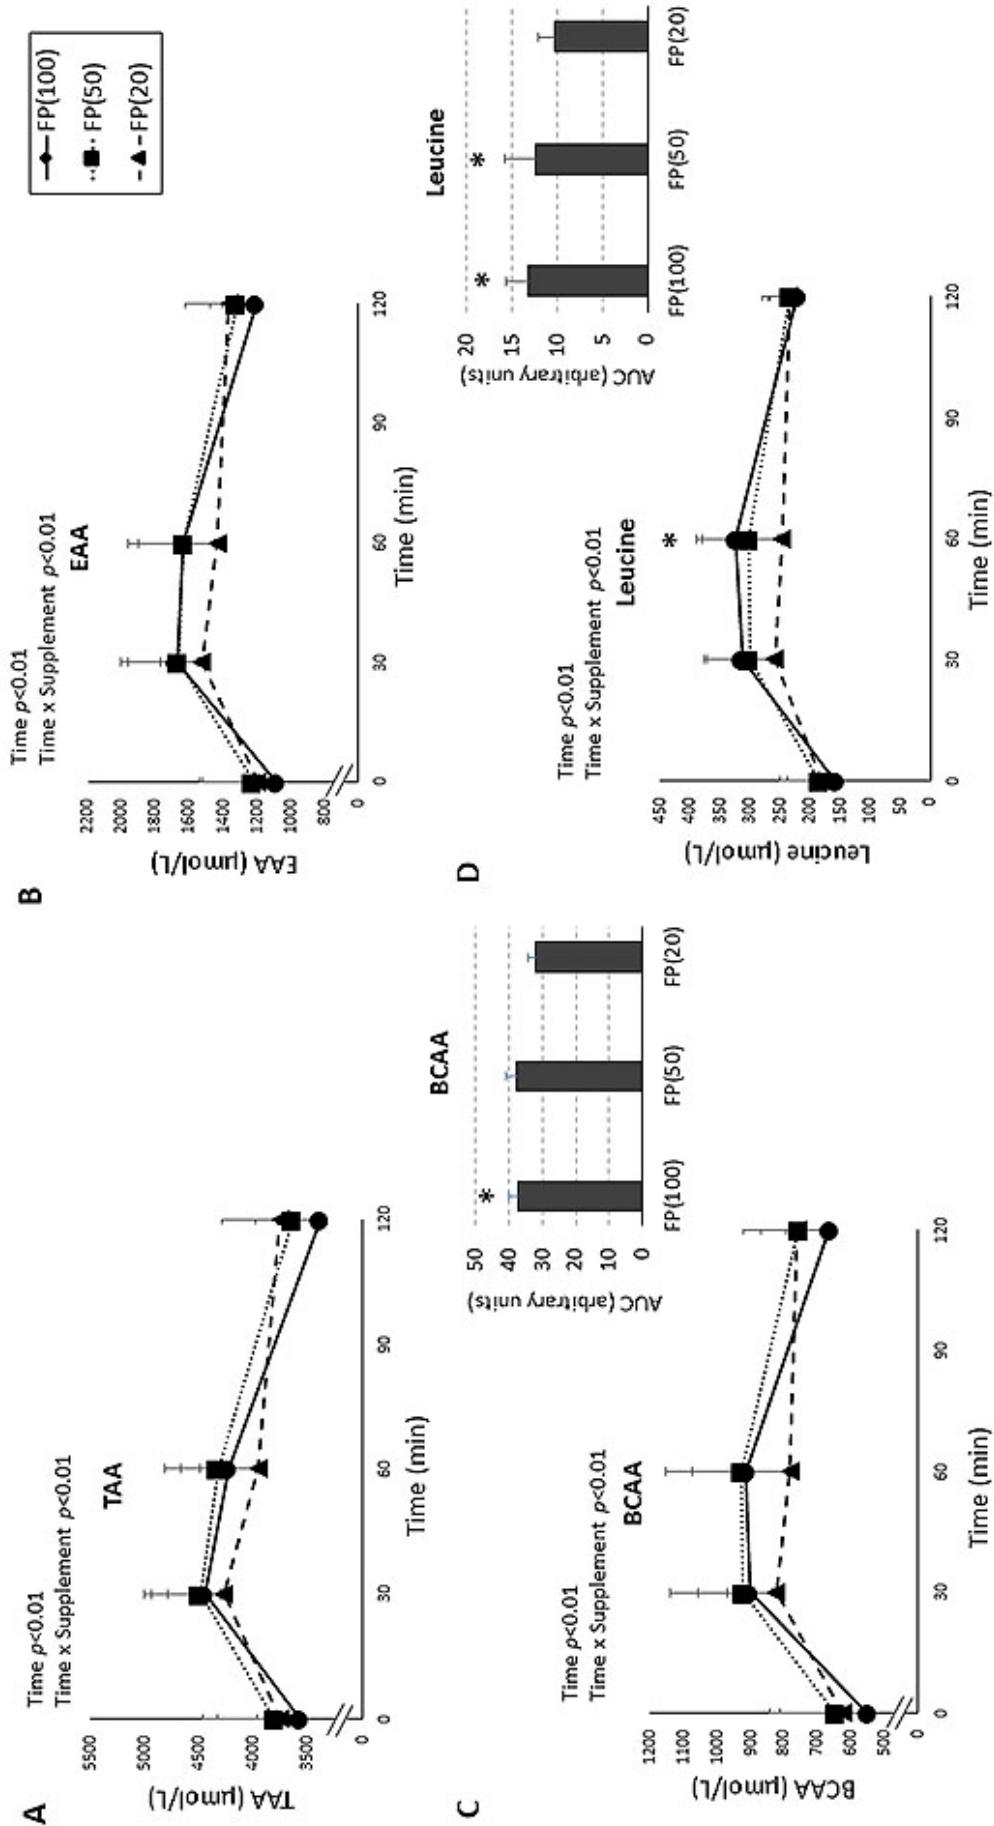 FP(100)
FP(50)
FP(20)
A
Time p<0.01
Time x Supplement p<0.01
TAA
TAA (µmol/L)
5500
5000
4500
4000
3500
0
0
30
60
90
120
Time (min)
B
Time p<0.01
Time x Supplement p<0.01
EAA
EAA (µmol/L)
2200
2000
1800
1600
1400
1200
1000
800
0
0
30
60
90
120
Time (min)
C
Time p<0.01
Time x Supplement p<0.01
BCAA
BCAA (µmol/L)
1200
1100
1000
900
800
700
600
500
0
0
30
60
90
120
Time (min)
BCAA
AUC (arbitrary units)
50
40
30
20
10
0
*
FP(100)
FP(50)
FP(20)
D
Time p<0.01
Time x Supplement p<0.01
Leucine
Leucine (µmol/L)
450
400
350
300
250
200
150
100
50
0
*
0
30
60
90
120
Time (min)
Leucine
AUC (arbitrary units)
20
15
10
5
0
*
*
FP(100)
FP(50)
FP(20)